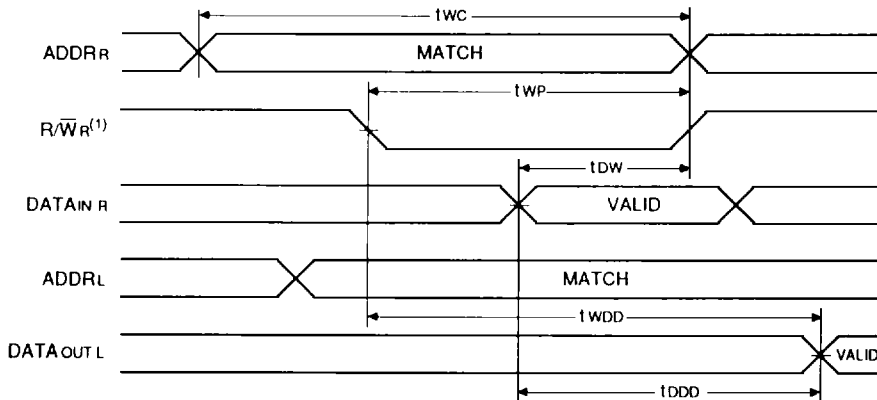 tWC
ADDRR MATCH
tWP
R/W̅R(1)
tDW
DATAIN R VALID
ADDRL MATCH
tWDD
DATAOUT L VALID
tDDD